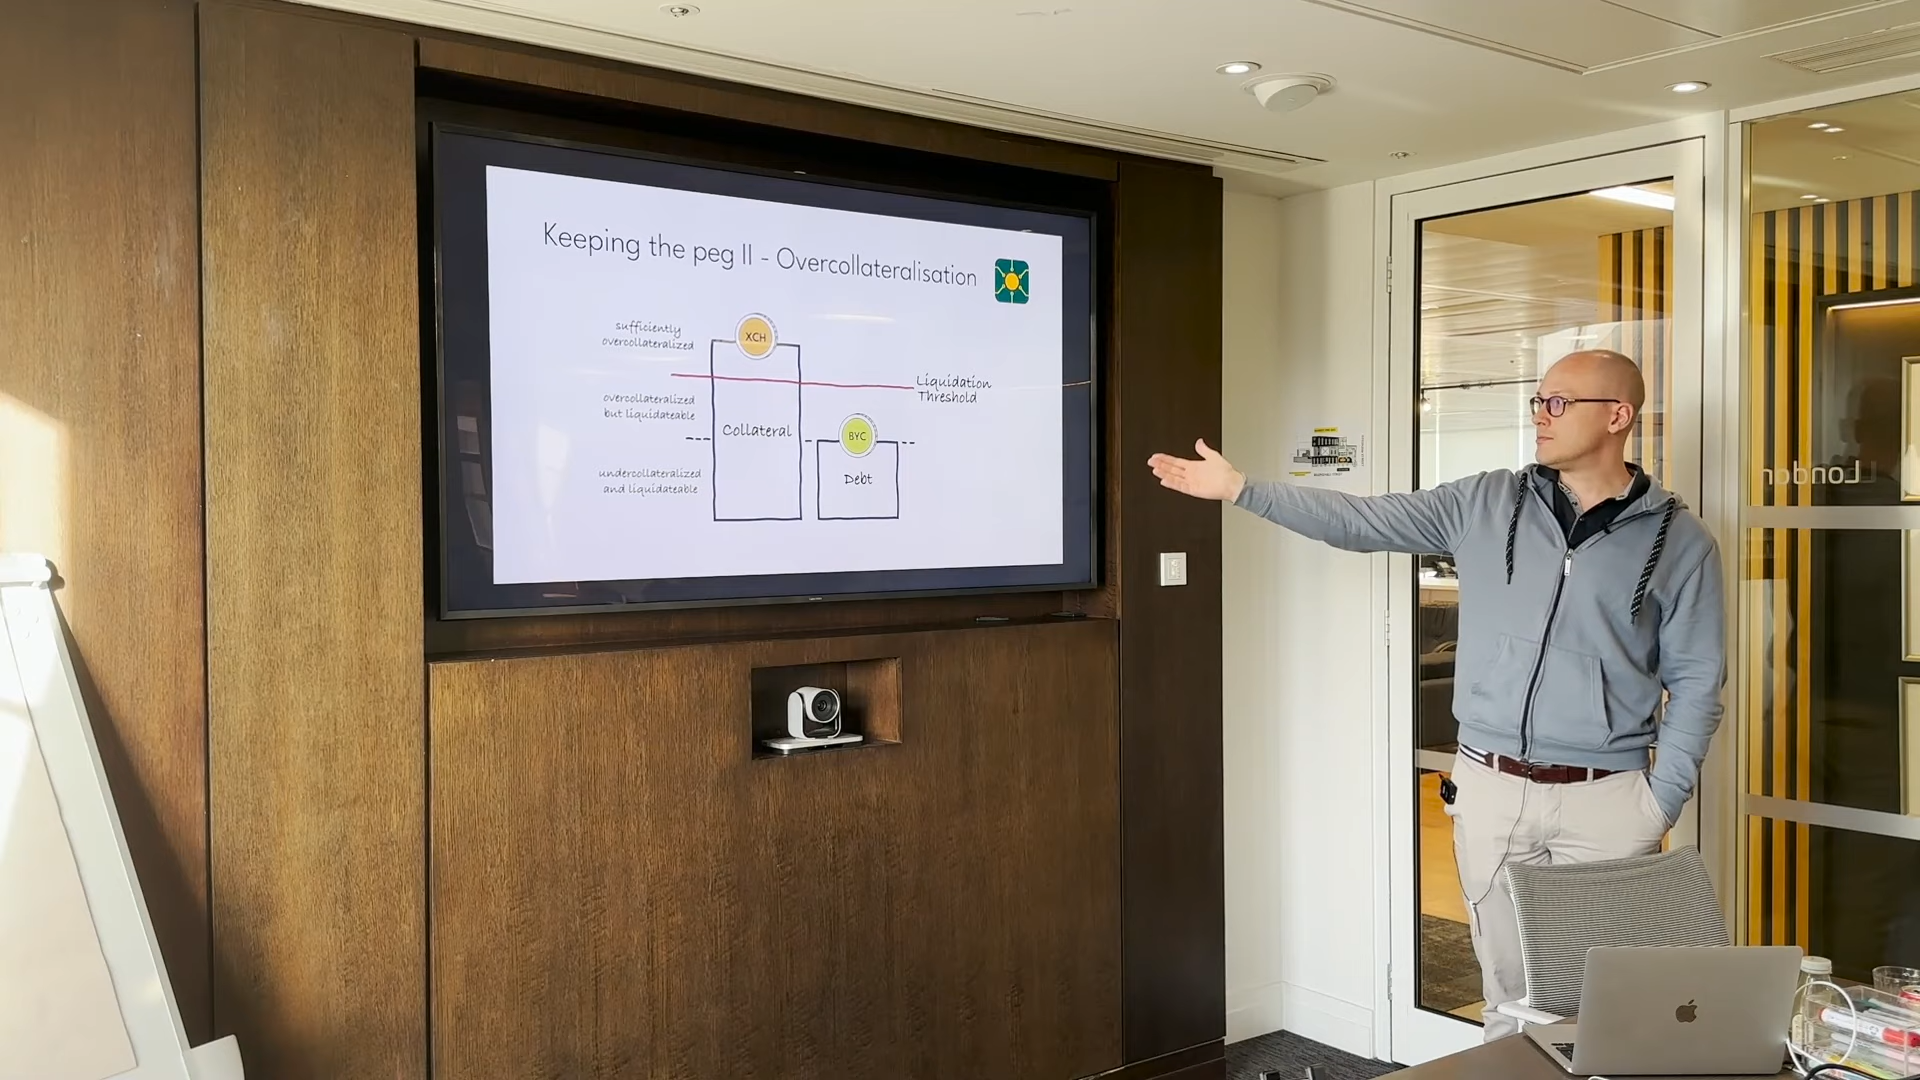 Keeping the peg II - Overcollateralisation
sufficiently
overcollateralized
XCH
Liquidation
Threshold
overcollateralized
but liquidateable
Collateral
BYC
undercollateralized
and liquidateable
Debt
London